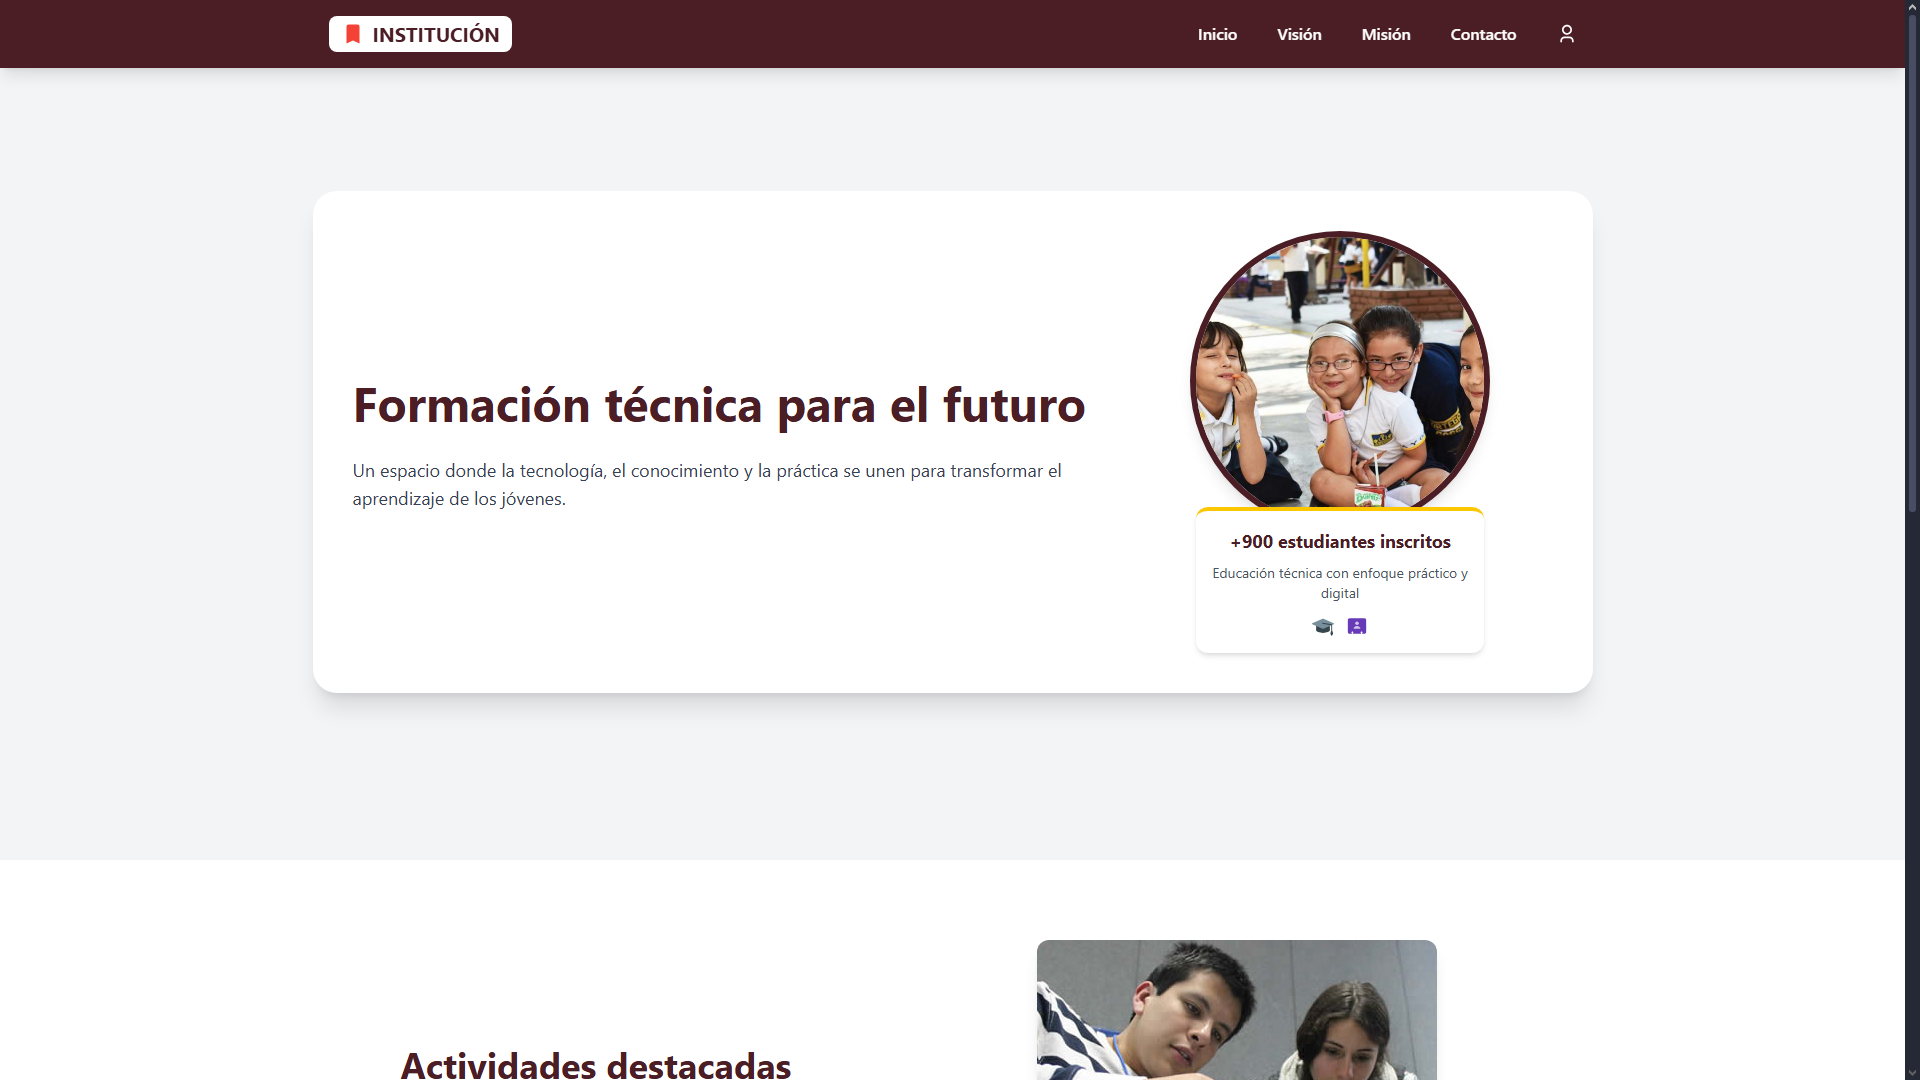 INSTITUCIÓN
Inicio
Visión
Misión
Contacto
Formación técnica para el futuro
Un espacio donde la tecnología, el conocimiento y la práctica se unen para transformar el
aprendizaje de los jóvenes.
+900 estudiantes inscritos
Educación técnica con enfoque práctico y
digital
Actividades destacadas